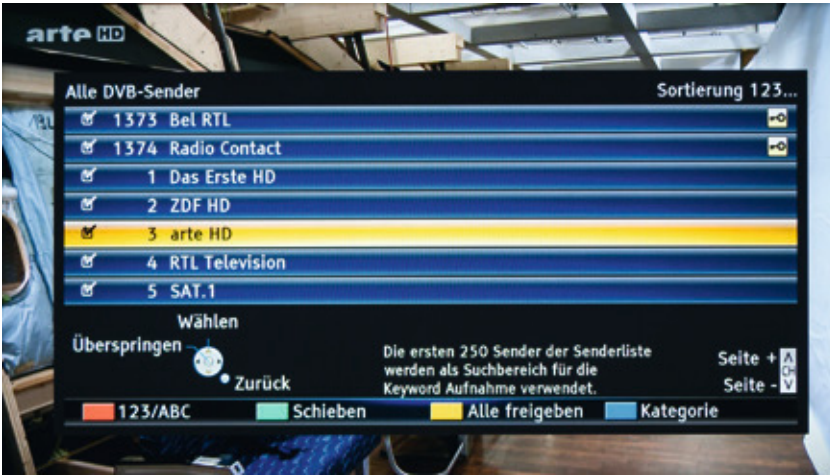 arte HD
Alle DVB-Sender
Sortierung 123...
1373 Bel RTL
1374 Radio Contact
1 Das Erste HD
2 ZDF HD
3 arte HD
4 RTL Television
5 SAT.1
Wählen
Überspringen
Zurück
Die ersten 250 Sender der Senderliste
werden als Suchbereich für die
Keyword Aufnahme verwendet.
Seite +
CH
Seite -
123/ABC
Schieben
Alle freigeben
Kategorie